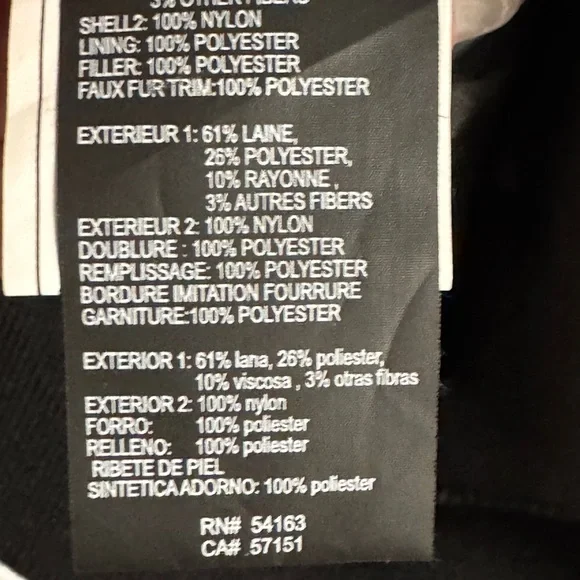 3% OTHER FIBERS
SHELL2: 100% NYLON
LINING: 100% POLYESTER
FILLER: 100% POLYESTER
FAUX FUR TRIM:100% POLYESTER
EXTERIEUR 1: 61% LAINE,
26% POLYESTER,
10% RAYONNE,
3% AUTRES FIBERS
EXTERIEUR 2: 100% NYLON
DOUBLURE : 100% POLYESTER
REMPLISSAGE: 100% POLYESTER
BORDURE IMITATION FOURRURE
GARNITURE:100% POLYESTER
EXTERIOR 1: 61% lana, 26% poliester,
10% viscosa , 3% otras fibras
EXTERIOR 2: 100% nylon
FORRO: 100% poliester
RELLENO: 100% poliester
RIBETE DE PIEL
SINTETICA ADORNO: 100% poliester
RN# 54163
CA# 57151